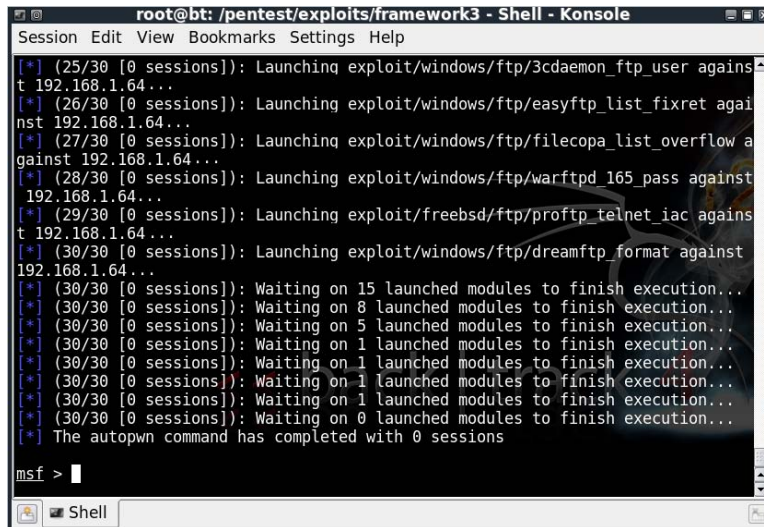 root@bt: /pentest/exploits/framework3 - Shell - Konsole
Session Edit View Bookmarks Settings Help
[*] (25/30 [0 sessions]): Launching exploit/windows/ftp/3cdaemon_ftp_user agains
t 192.168.1.64...
[*] (26/30 [0 sessions]): Launching exploit/windows/ftp/easyftp_list_fixret agai
nst 192.168.1.64...
[*] (27/30 [0 sessions]): Launching exploit/windows/ftp/filecopa_list_overflow a
gainst 192.168.1.64...
[*] (28/30 [0 sessions]): Launching exploit/windows/ftp/warftpd_165_pass against
 192.168.1.64...
[*] (29/30 [0 sessions]): Launching exploit/freebsd/ftp/proftp_telnet_iac agains
t 192.168.1.64...
[*] (30/30 [0 sessions]): Launching exploit/windows/ftp/dreamftp_format against
192.168.1.64...
[*] (30/30 [0 sessions]): Waiting on 15 launched modules to finish execution...
[*] (30/30 [0 sessions]): Waiting on 8 launched modules to finish execution...
[*] (30/30 [0 sessions]): Waiting on 5 launched modules to finish execution...
[*] (30/30 [0 sessions]): Waiting on 1 launched modules to finish execution...
[*] (30/30 [0 sessions]): Waiting on 1 launched modules to finish execution...
[*] (30/30 [0 sessions]): Waiting on 1 launched modules to finish execution...
[*] (30/30 [0 sessions]): Waiting on 1 launched modules to finish execution...
[*] (30/30 [0 sessions]): Waiting on 0 launched modules to finish execution...
[*] The autopwn command has completed with 0 sessions
<< back | track 4
msf >
Shell